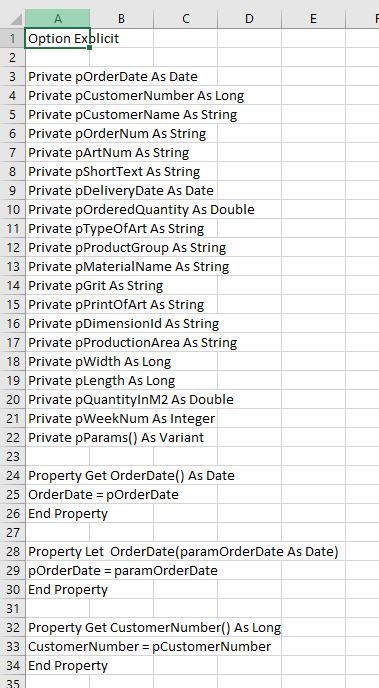 A B C D E F
1 Option Explicit
2
3 Private pOrderDate As Date
4 Private pCustomerNumber As Long
5 Private pCustomerName As String
6 Private pOrderNum As String
7 Private pArtNum As String
8 Private pShortText As String
9 Private pDeliveryDate As Date
10 Private pOrderedQuantity As Double
11 Private pTypeOfArt As String
12 Private pProductGroup As String
13 Private pMaterialName As String
14 Private pGrit As String
15 Private pPrintOfArt As String
16 Private pDimensionId As String
17 Private pProductionArea As String
18 Private pWidth As Long
19 Private pLength As Long
20 Private pQuantityInM2 As Double
21 Private pWeekNum As Integer
22 Private pParams() As Variant
23
24 Property Get OrderDate() As Date
25 OrderDate = pOrderDate
26 End Property
27
28 Property Let  OrderDate(paramOrderDate As Date)
29 pOrderDate = paramOrderDate
30 End Property
31
32 Property Get CustomerNumber() As Long
33 CustomerNumber = pCustomerNumber
34 End Property
35